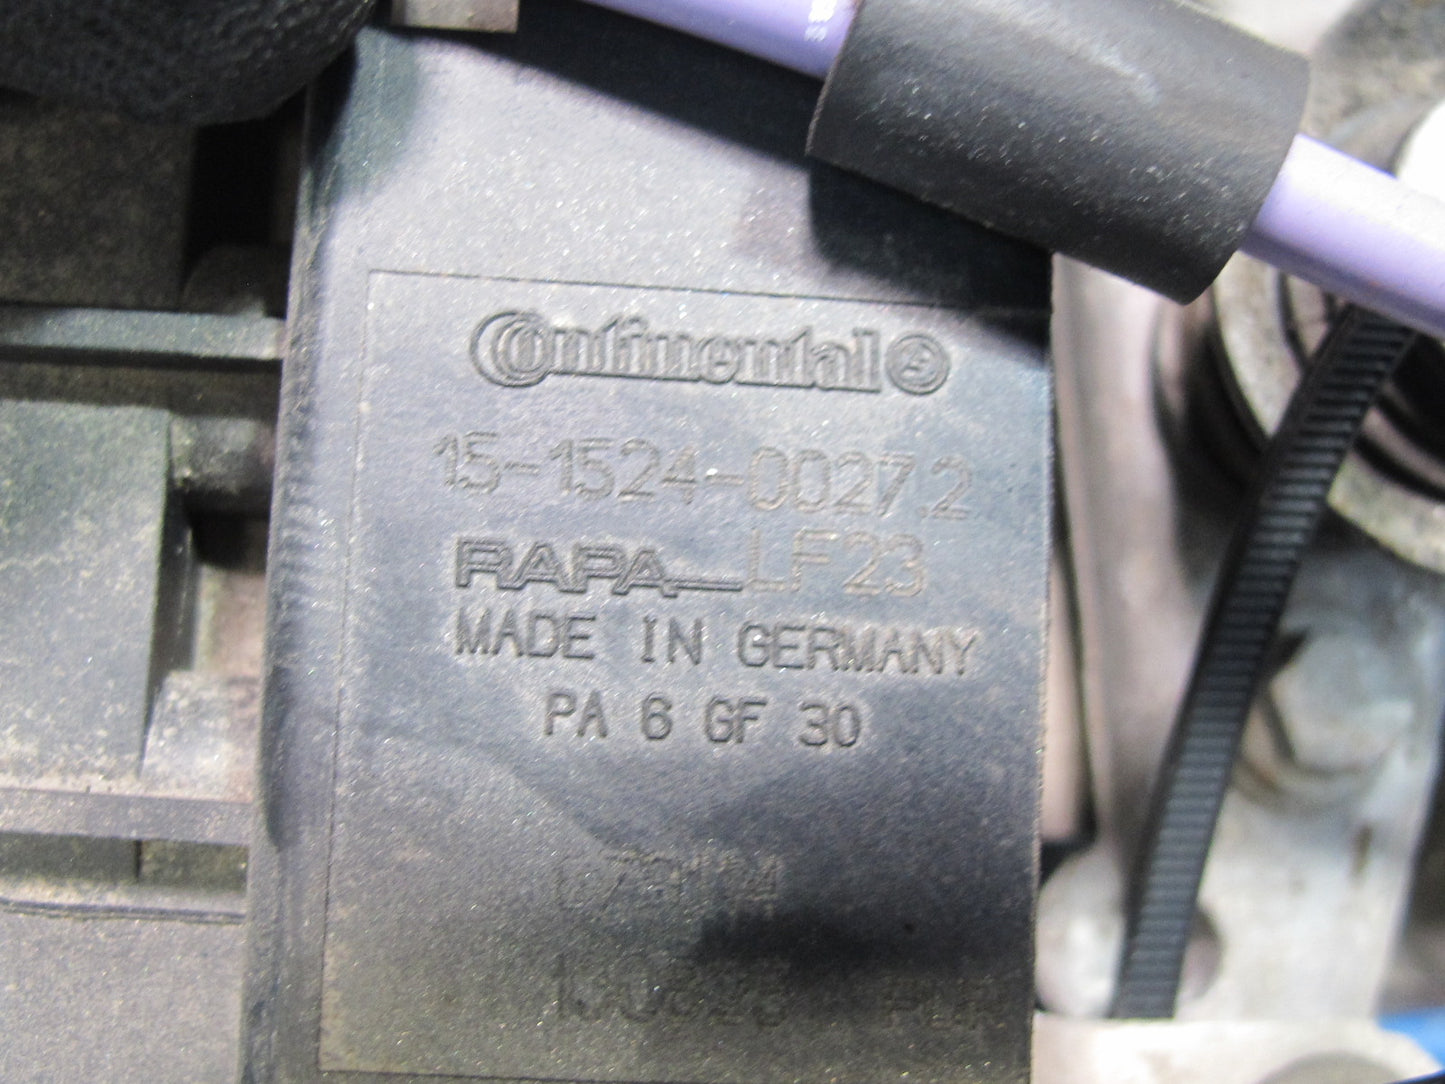 Continental
15-1524-0027.2
RAPA LF23
MADE IN GERMANY
PA 6 GF 30